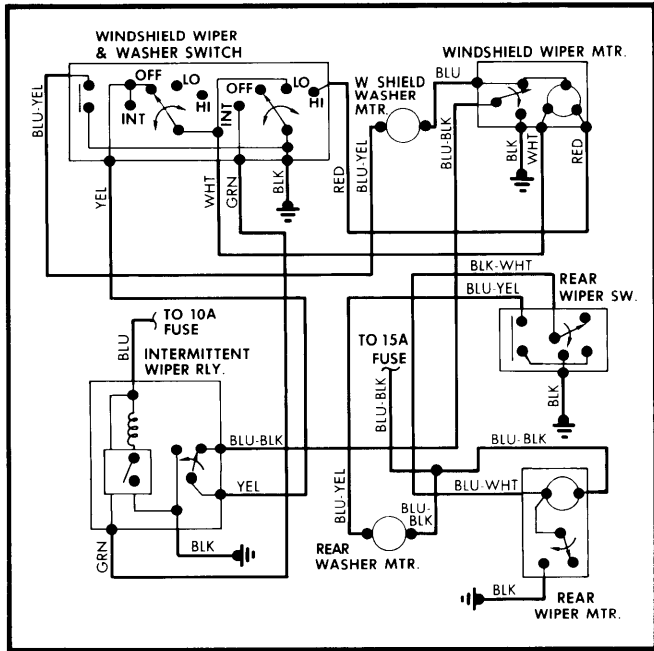 WINDSHIELD WIPER
& WASHER SWITCH
WINDSHIELD WIPER MTR.
OFF
LO
HI
INT
OFF
LO
HI
INT
W SHIELD
WASHER
MTR.
BLU
BLU-YEL
BLU-YEL
BLU-BLK
BLK
WHT
RED
YEL
WHT
GRN
BLK
RED
BLK-WHT
BLU-YEL
REAR
WIPER SW.
TO 10A
FUSE
BLU
INTERMITTENT
WIPER RLY.
TO 15A
FUSE
BLU-BLK
BLK
BLU-BLK
BLU-BLK
YEL
BLU-YEL
BLU-WHT
BLU-
BLK
BLK
GRN
REAR
WASHER MTR.
BLK
REAR
WIPER MTR.